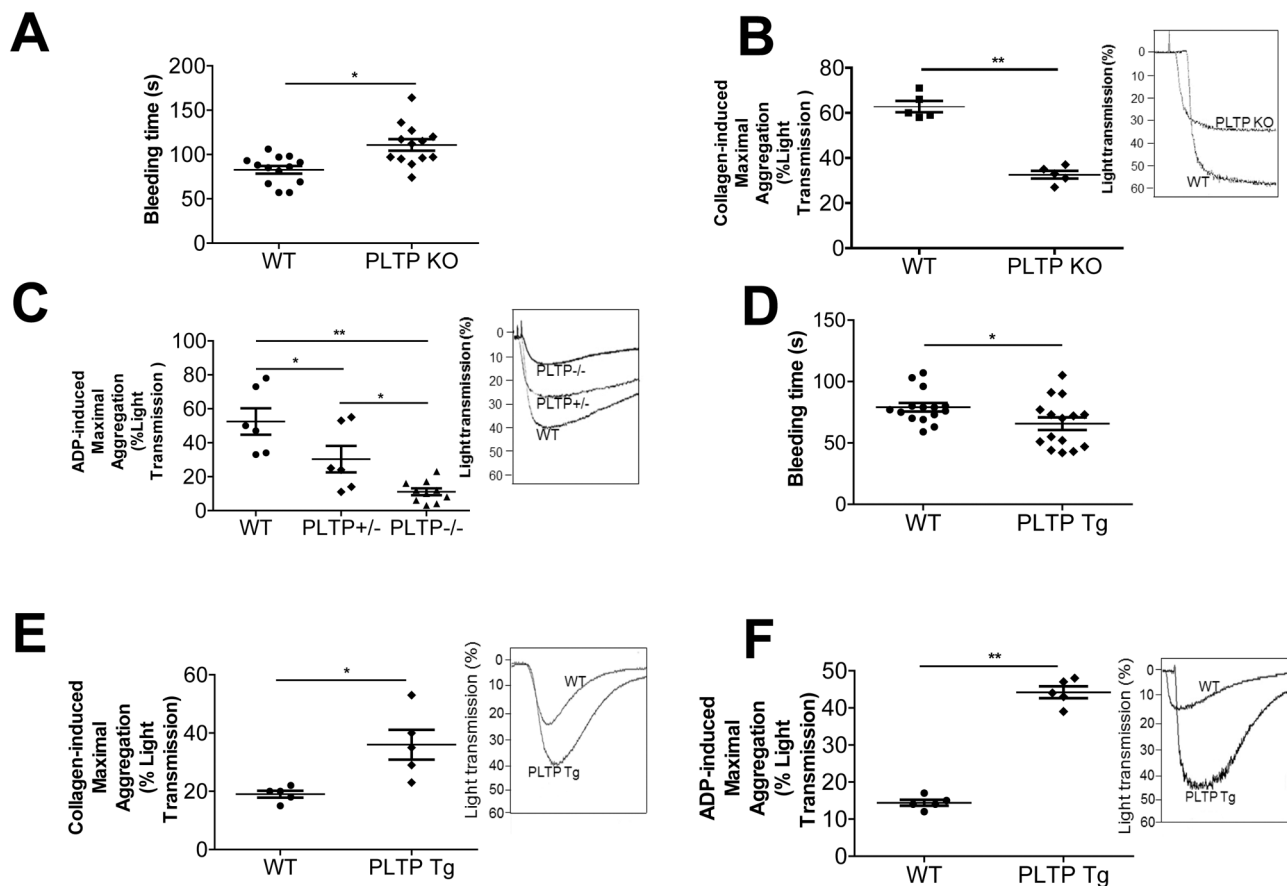 A
Bleeding time (s)
200
150
100
50
0
*
WT
PLTP KO
B
Collagen-induced
Maximal
Aggregation
(%Light
Transmission)
80
60
40
20
0
**
WT
PLTP KO
Light transmission (%)
0
10
20
30
40
50
60
PLTP KO
WT
C
ADP-induced
Maximal
Aggregation
(%Light
Transmission)
100
80
60
40
20
0
**
*
*
WT
PLTP+/-
PLTP-/-
Light transmission (%)
0
10
20
30
40
50
60
PLTP-/-
PLTP+/-
WT
D
Bleeding time (s)
150
100
50
0
*
WT
PLTP Tg
E
Collagen-induced
Maximal
Aggregation
(% Light
Transmission)
60
40
20
0
*
WT
PLTP Tg
Light transmission (%)
0
10
20
30
40
50
60
WT
PLTP Tg
F
ADP-induced
Maximal
Aggregation
(% Light
Transmission)
50
40
30
20
10
0
**
WT
PLTP Tg
Light transmission (%)
0
10
20
30
40
50
60
WT
PLTP Tg